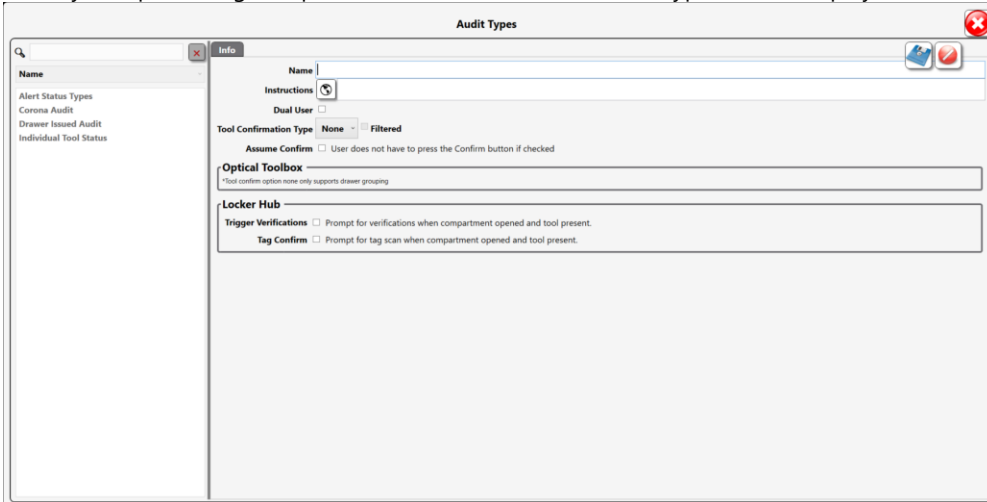 Audit Types
Info
Name
Name
Instructions
Alert Status Types
Corona Audit
Drawer Issued Audit
Individual Tool Status
Dual User
Tool Confirmation Type None Filtered
Assume Confirm User does not have to press the Confirm button if checked
Optical Toolbox
*Tool confirm option none only supports drawer grouping
Locker Hub
Trigger Verifications Prompt for verifications when compartment opened and tool present.
Tag Confirm Prompt for tag scan when compartment opened and tool present.